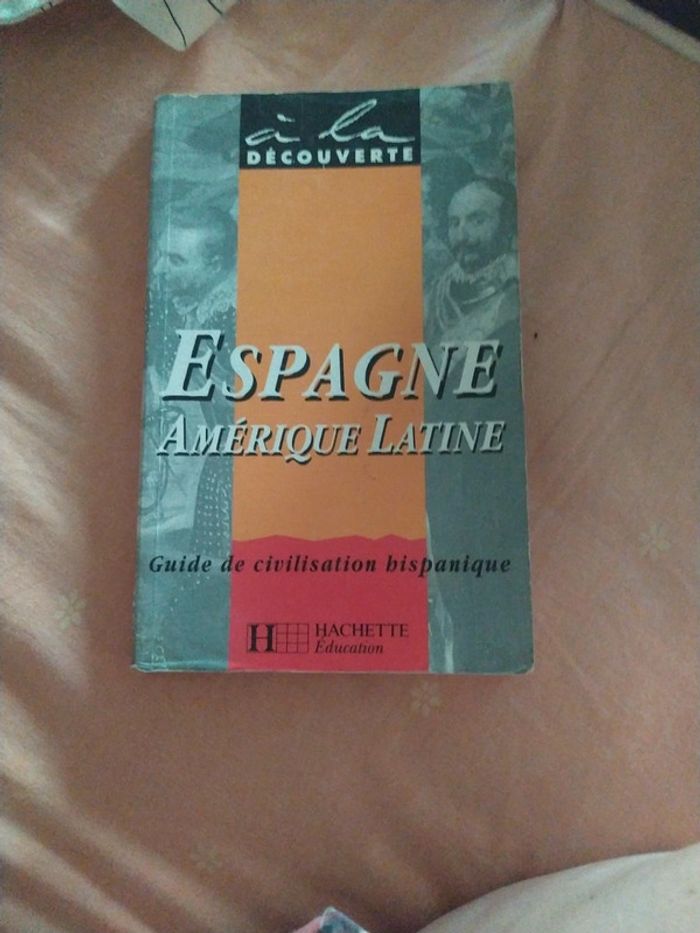 à la
DÉCOUVERTE
ESPAGNE
AMÉRIQUE LATINE
Guide de civilisation hispanique
H HACHETTE
Éducation